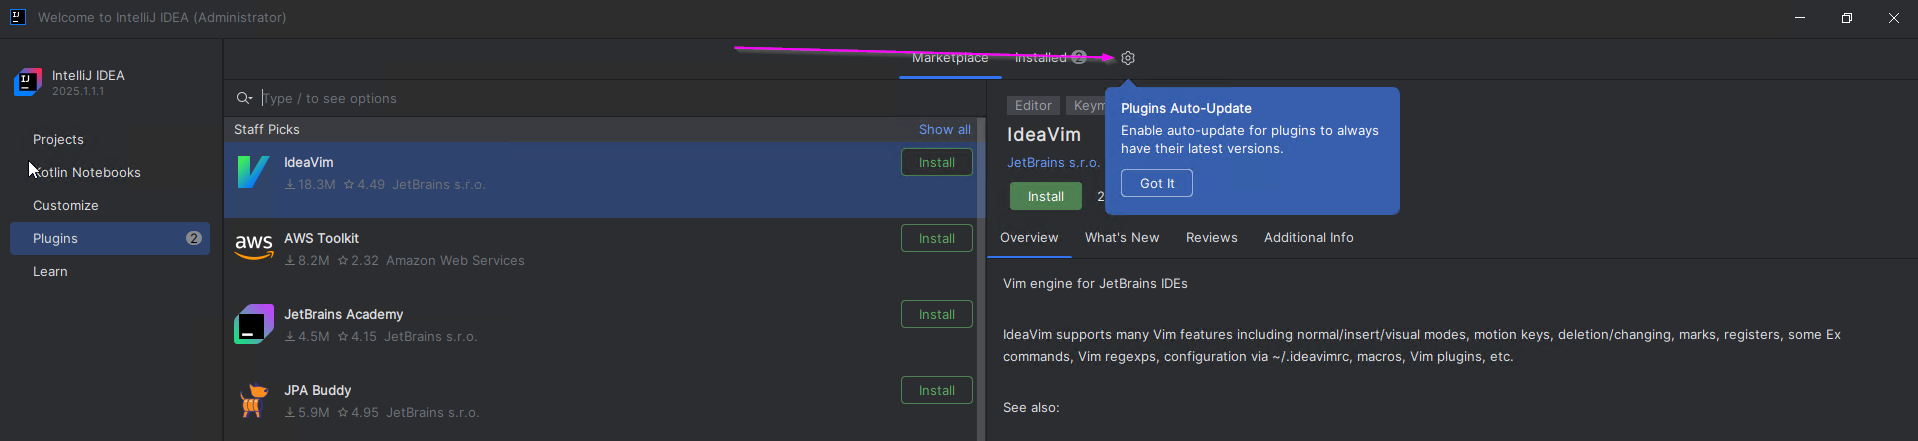 Welcome to IntelliJ IDEA (Administrator)
IntelliJ IDEA
2025.1.1.1
Projects
Kotlin Notebooks
Customize
Plugins 2
Learn
Marketplace Installed 2
Type / to see options
Staff Picks Show all
IdeaVim Install
18.3M 4.49 JetBrains s.r.o.
AWS Toolkit Install
8.2M 2.32 Amazon Web Services
JetBrains Academy Install
4.5M 4.15 JetBrains s.r.o.
JPA Buddy Install
5.9M 4.95 JetBrains s.r.o.
aws
Editor
IdeaVim
JetBrains s.r.o.
Install 2
Plugins Auto-Update
Enable auto-update for plugins to always
have their latest versions.
Got It
Overview What's New Reviews Additional Info
Vim engine for JetBrains IDEs
IdeaVim supports many Vim features including normal/insert/visual modes, motion keys, deletion/changing, marks, registers, some Ex
commands, Vim regexps, configuration via ~/.ideavimrc, macros, Vim plugins, etc.
See also: